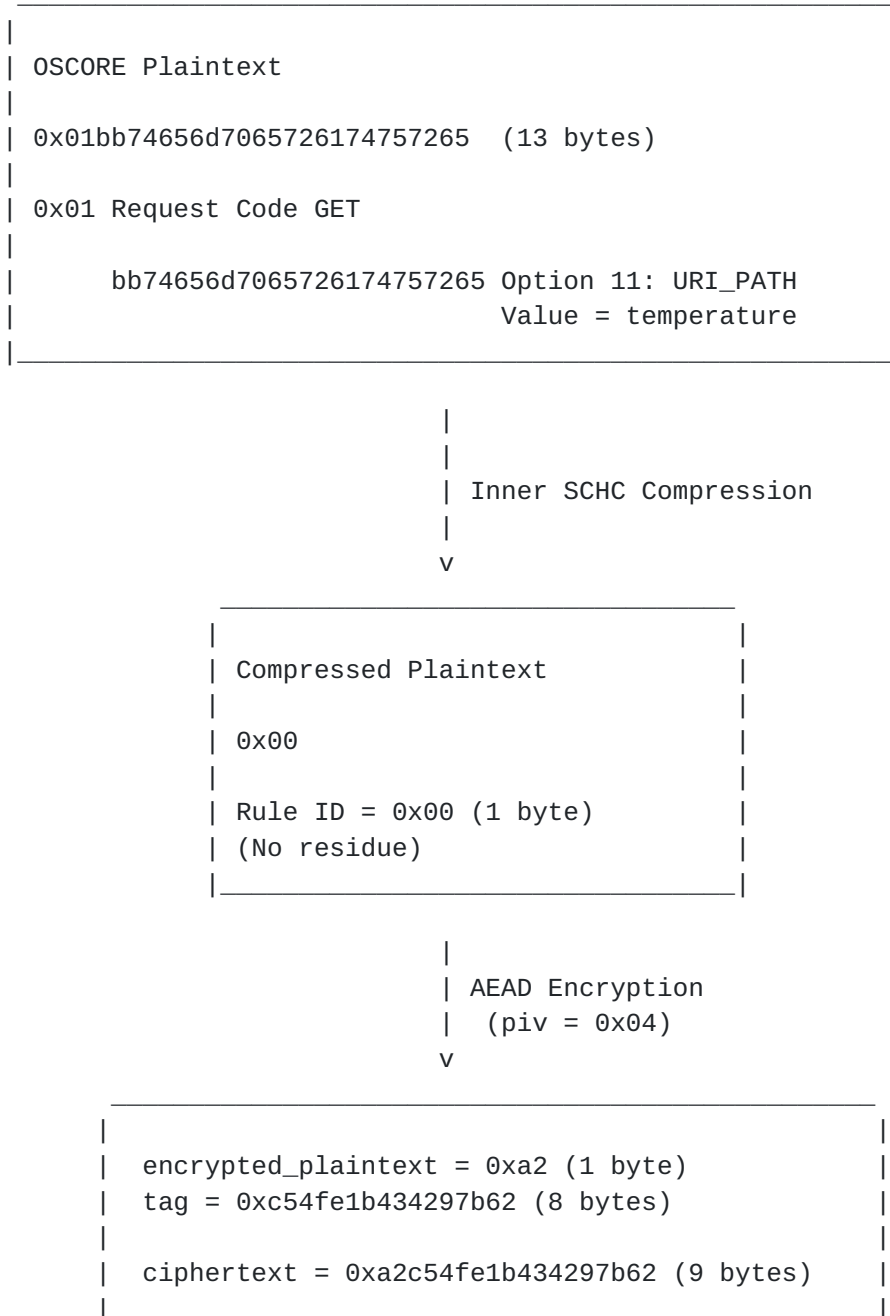 OSCORE Plaintext
0x01bb74656d7065726174757265  (13 bytes)
0x01 Request Code GET
bb74656d7065726174757265 Option 11: URI_PATH
Value = temperature
Inner SCHC Compression
v
Compressed Plaintext
0x00
Rule ID = 0x00 (1 byte)
(No residue)
AEAD Encryption
(piv = 0x04)
v
encrypted_plaintext = 0xa2 (1 byte)
tag = 0xc54fe1b434297b62 (8 bytes)
ciphertext = 0xa2c54fe1b434297b62 (9 bytes)